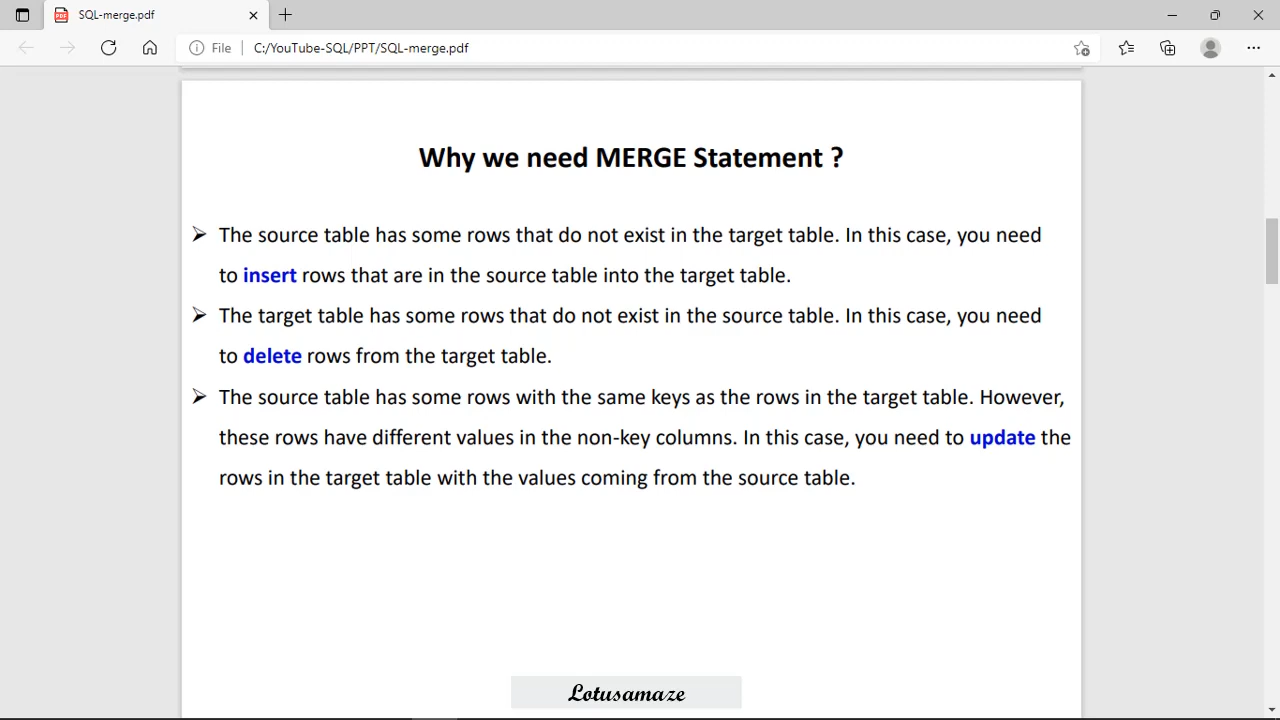 SQL-merge.pdf
File
C:/YouTube-SQL/PPT/SQL-merge.pdf
Why we need MERGE Statement ?
➢ The source table has some rows that do not exist in the target table. In this case, you need
to insert rows that are in the source table into the target table.
➢ The target table has some rows that do not exist in the source table. In this case, you need
to delete rows from the target table.
➢ The source table has some rows with the same keys as the rows in the target table. However,
these rows have different values in the non-key columns. In this case, you need to update the
rows in the target table with the values coming from the source table.
Lotusamaze